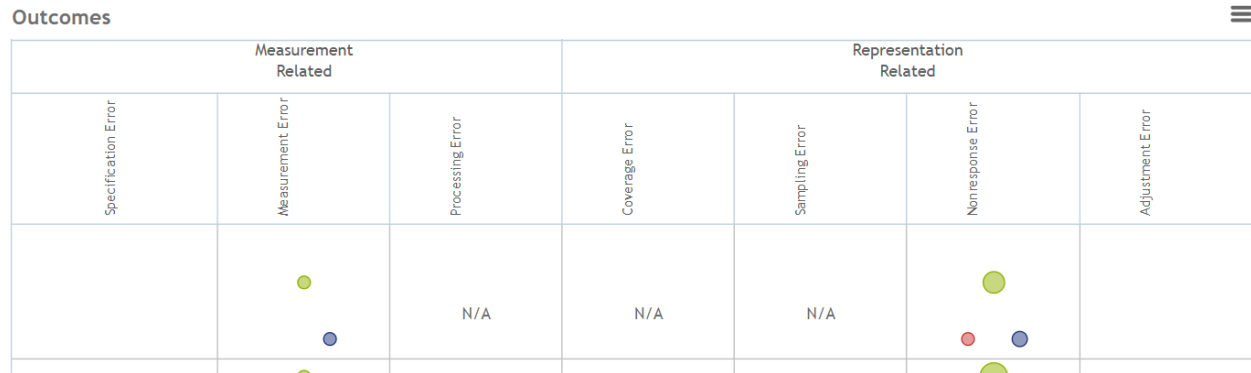 Outcomes
Measurement
Related
Representation
Related
Specification Error
Measurement Error
Processing Error
Coverage Error
Sampling Error
Nonresponse Error
Adjustment Error
N/A
N/A
N/A